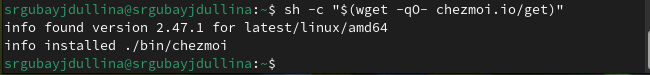 srgubayjdullina@srgubayjdullina:~$ sh -c "$(wget -qO- chezmoi.io/get)"
info found version 2.47.1 for latest/linux/amd64
info installed ./bin/chezmoi
srgubayjdullina@srgubayjdullina:~$